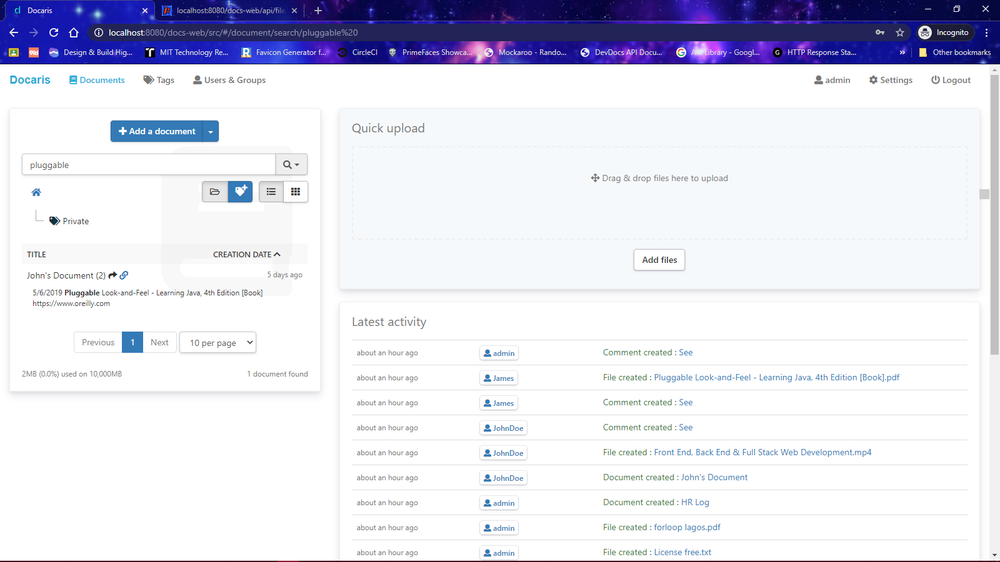 Docaris
localhost:8080/docs-web/api/file
localhost:8080/docs-web/src/#/document/search/pluggable%20
Incognito
Design & Build Hig...
MIT Technology Re...
Favicon Generator f...
CircleCI
PrimeFaces Showca...
Mockaroo - Rando...
DevDocs API Docu...
Library - Googl...
HTTP Response Sta...
»
Other bookmarks
Docaris
Documents
Tags
Users & Groups
admin
Settings
Logout
Add a document
pluggable
Private
TITLE
CREATION DATE
John's Document (2)
5 days ago
5/6/2019 Pluggable Look-and-Feel - Learning Java, 4th Edition [Book]
https://www.oreilly.com
Previous 1 Next
10 per page
2MB (0.0%) used on 10,000MB
1 document found
Quick upload
Drag & drop files here to upload
Add files
Latest activity
about an hour ago admin Comment created : See
about an hour ago James File created : Pluggable Look-and-Feel - Learning Java, 4th Edition [Book].pdf
about an hour ago James Comment created : See
about an hour ago JohnDoe Comment created : See
about an hour ago JohnDoe File created : Front End, Back End & Full Stack Web Development.mp4
about an hour ago JohnDoe Document created : John's Document
about an hour ago admin Document created : HR Log
about an hour ago admin File created : forloop lagos.pdf
about an hour ago admin File created : License free.txt